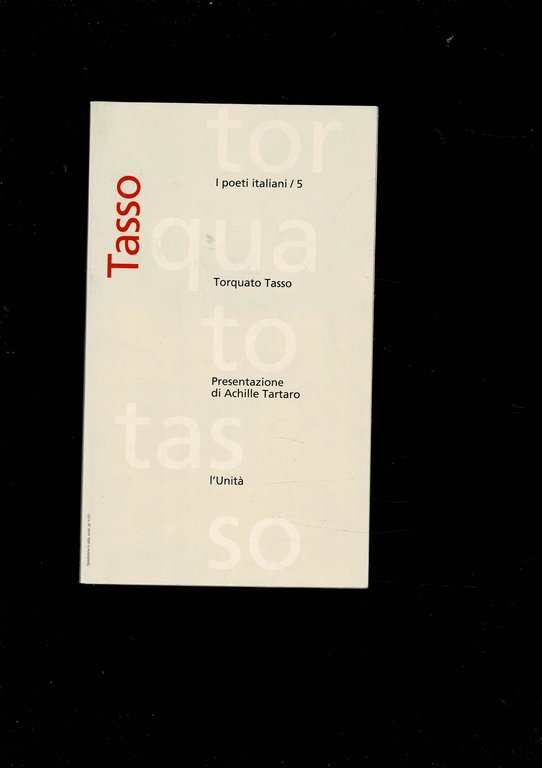 tor
I poeti italiani / 5
Tasso
qua
Torquato Tasso
to
Presentazione
di Achille Tartaro
tas
l'Unità
so